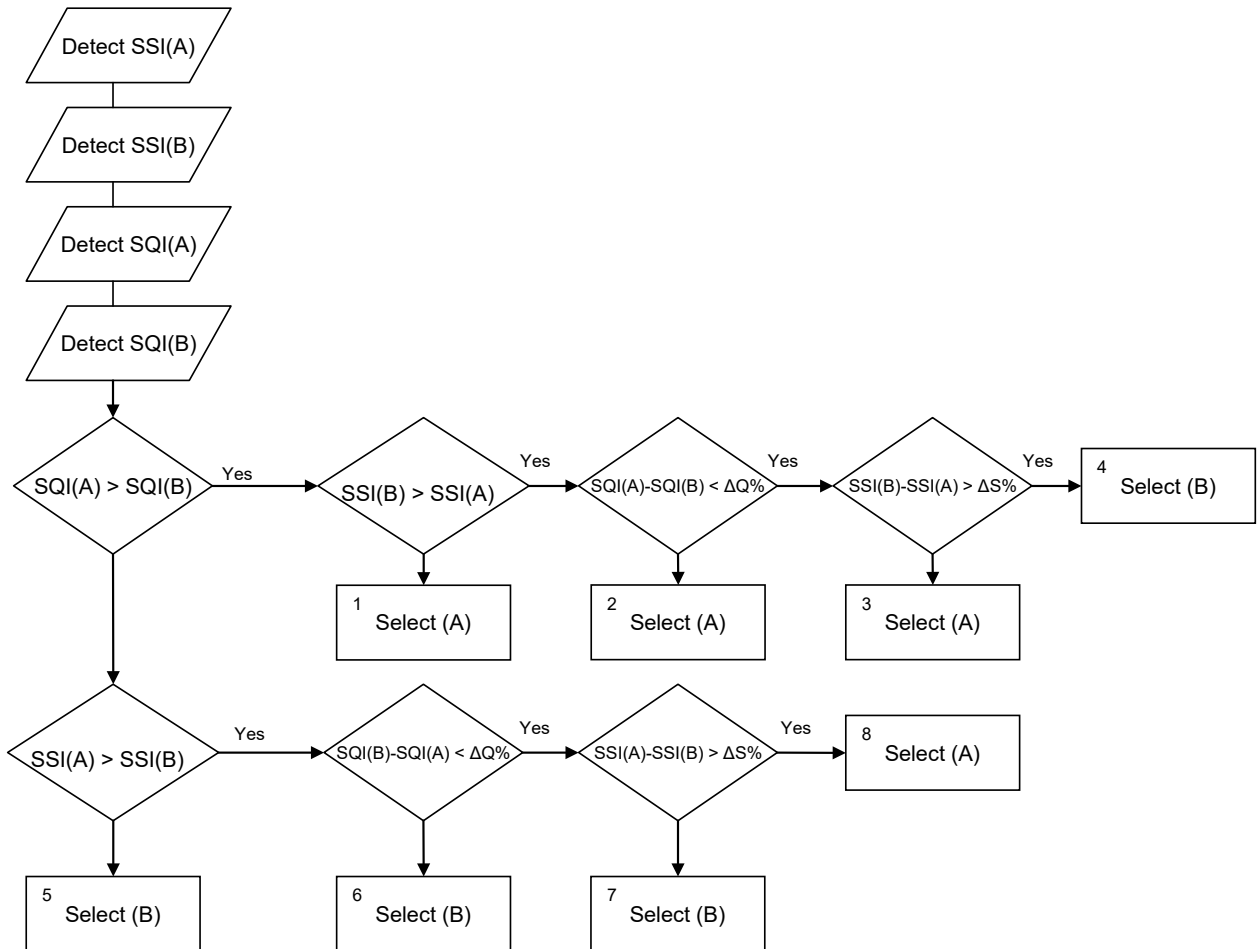 Detect SSI(A)
Detect SSI(B)
Detect SQI(A)
Detect SQI(B)
SQI(A) > SQI(B)
Yes
SSI(B) > SSI(A)
Yes
SQI(A)-SQI(B) < ΔQ%
Yes
SSI(B)-SSI(A) > ΔS%
Yes
4
Select (B)
1
Select (A)
2
Select (A)
3
Select (A)
SSI(A) > SSI(B)
Yes
SQI(B)-SQI(A) < ΔQ%
Yes
SSI(A)-SSI(B) > ΔS%
Yes
8
Select (A)
5
Select (B)
6
Select (B)
7
Select (B)